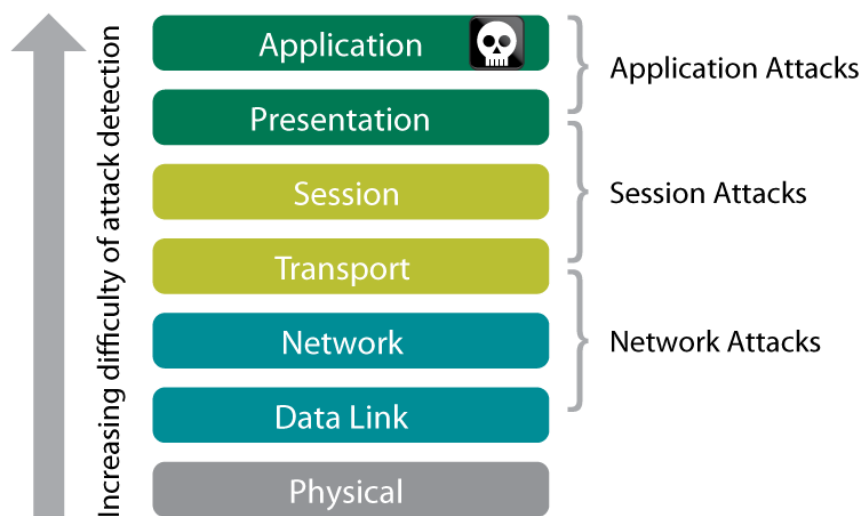 Increasing difficulty of attack detection
Application
Presentation
Session
Transport
Network
Data Link
Physical
Application Attacks
Session Attacks
Network Attacks